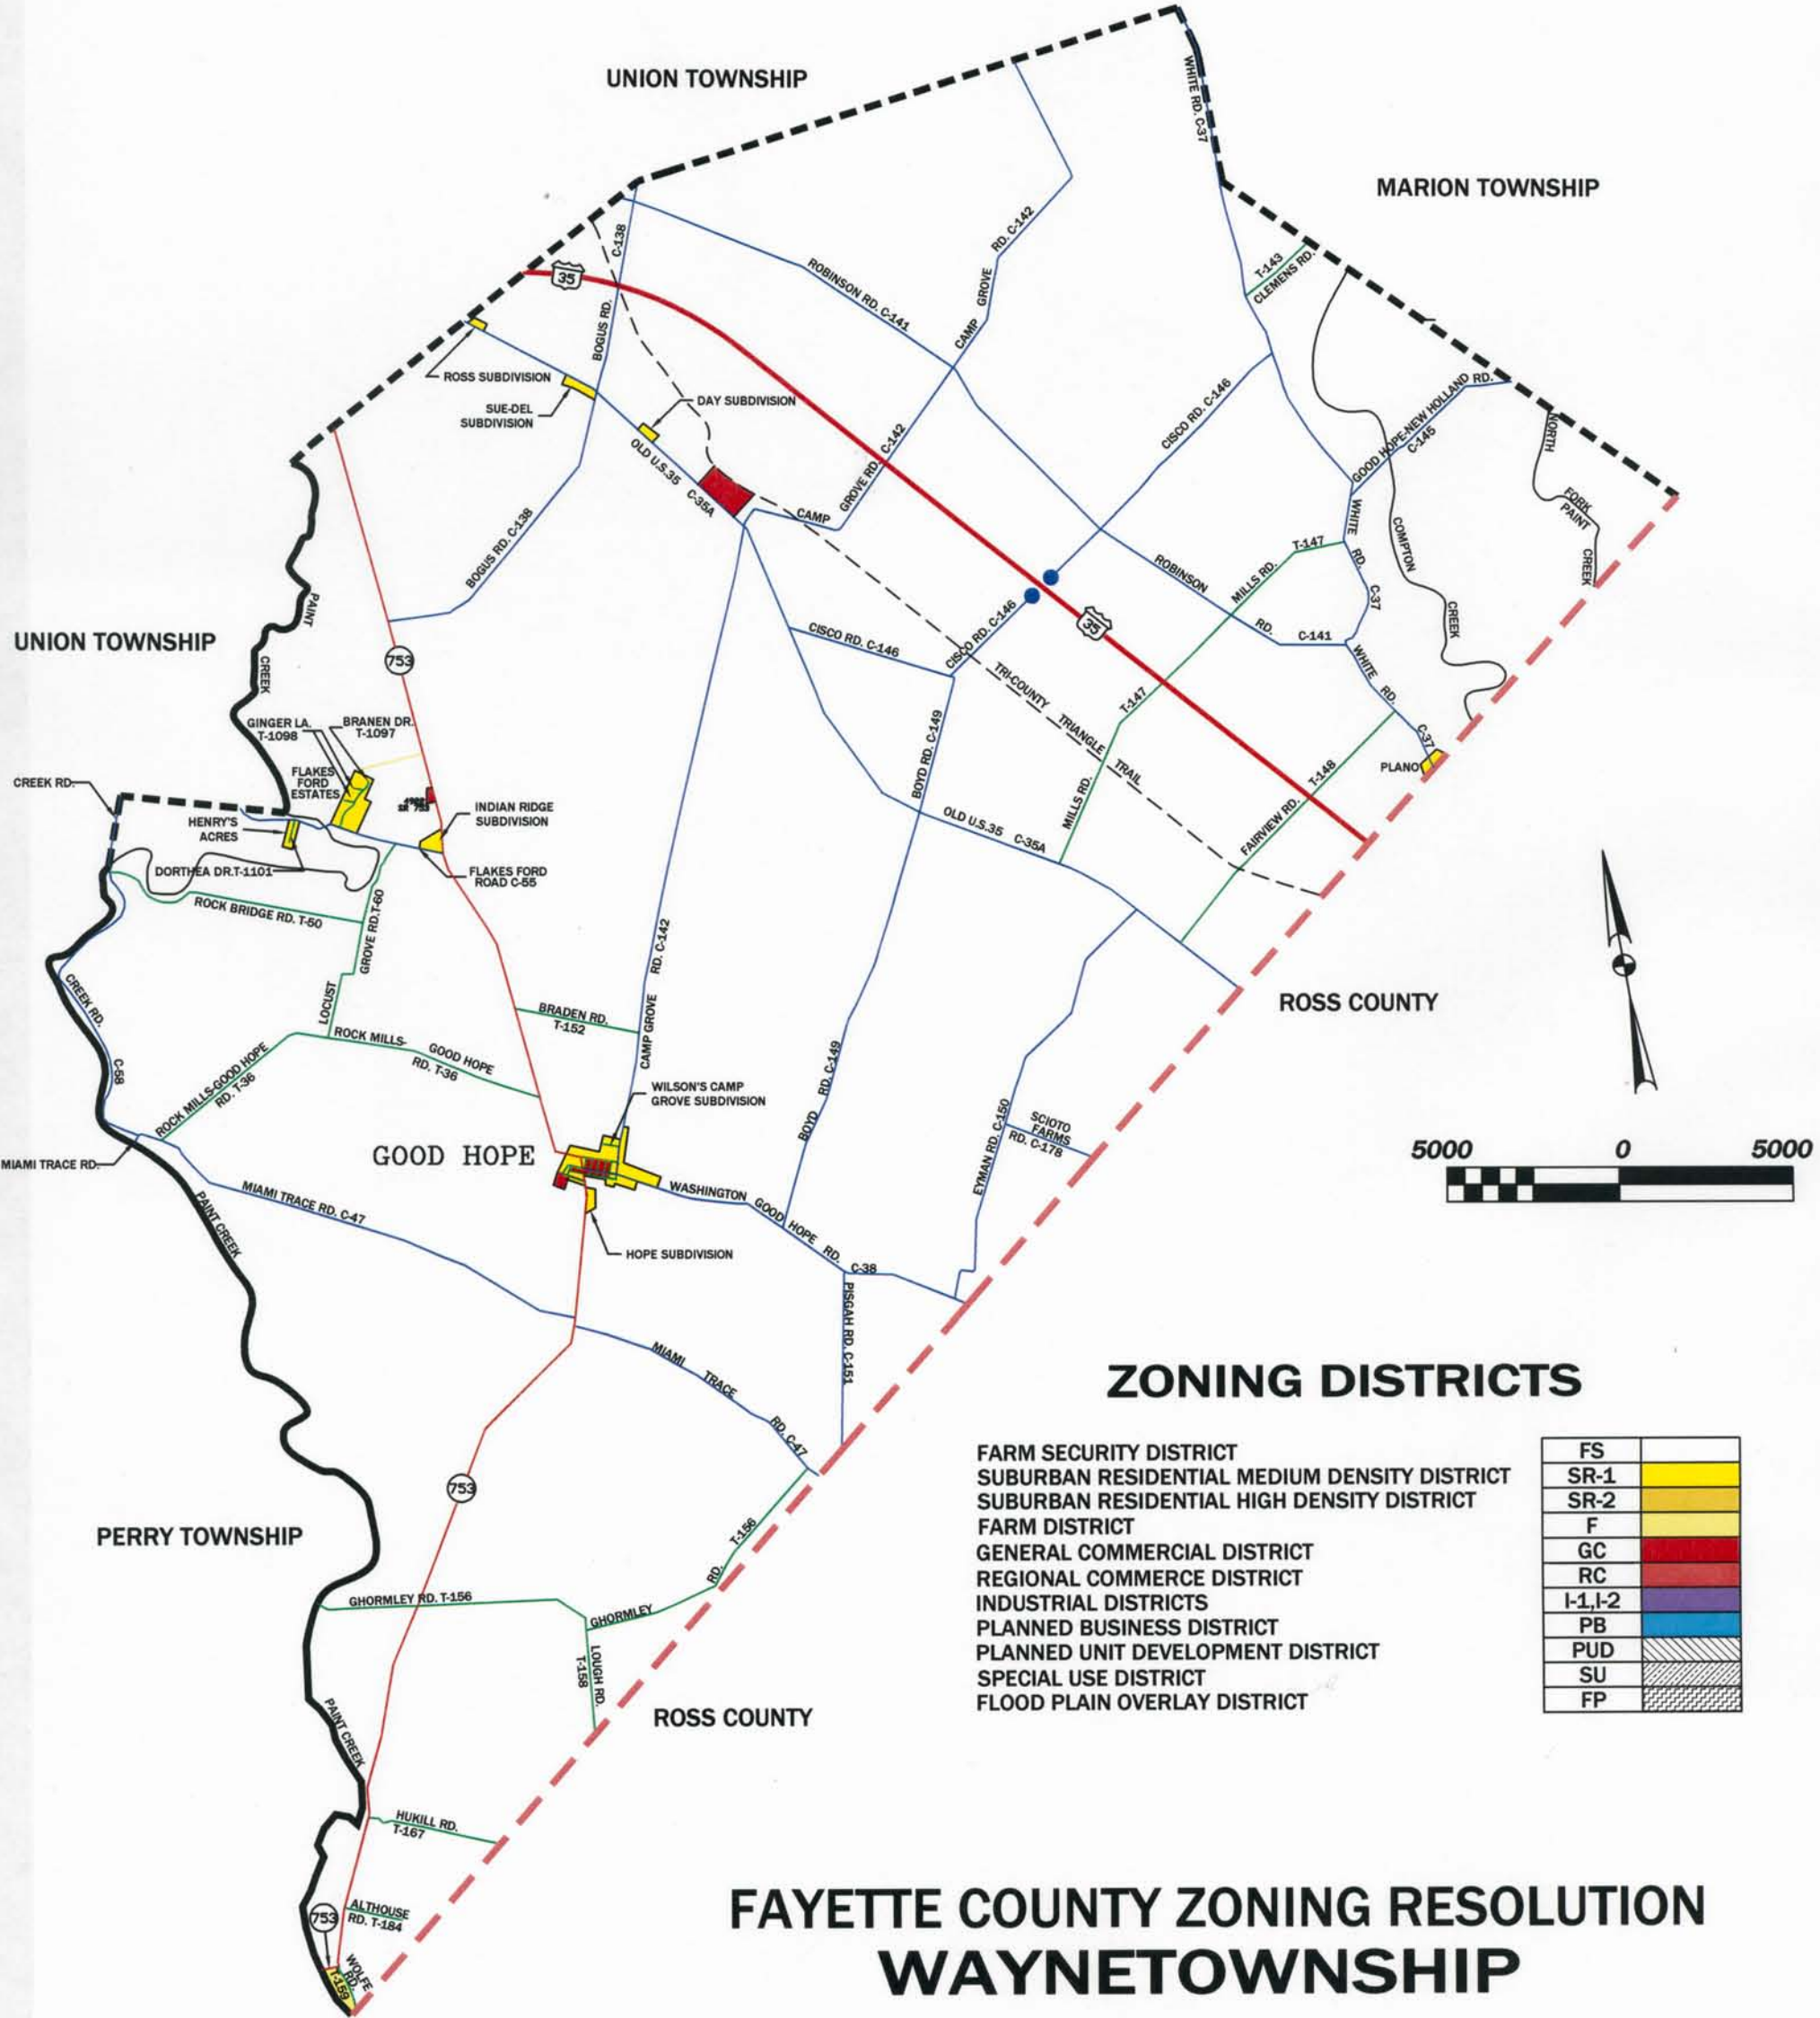 UNION TOWNSHIP
WHITE RD. C-37
MARION TOWNSHIP
C-138
BOGUS RD.
35
ROBINSON RD. C-141
CAMP GROVE
RD. C-142
T-143
CLEMENS RD.
ROSS SUBDIVISION
SUE-DEL
SUBDIVISION
DAY SUBDIVISION
OLD U.S.35 C-35A
CAMP
GROVE RD. C-142
CISCO RD. C-146
GOOD HOPE-NEW HOLLAND RD.
C-145
NORTH
FORK
PAINT
CREEK
COMPTON
CREEK
WHITE
RD.
C-37
BOGUS RD. C-138
T-147
MILLS RD.
ROBINSON
RD.
C-141
WHITE RD.
C-37
PLANO
PAINT
CREEK
UNION TOWNSHIP
753
CISCO RD. C-146
CISCO RD. C-146
35
TRI-COUNTY TRIANGLE TRAIL
T-147
MILLS RD.
BOYD RD. C-149
FAIRVIEW RD. T-148
OLD U.S.35 C-35A
GINGER LA.
T-1098
BRANEN DR.
T-1097
CREEK RD.
FLAKES
FORD
ESTATES
SR 753
HENRY'S
ACRES
INDIAN RIDGE
SUBDIVISION
DORTHEA DR.T-1101
FLAKES FORD
ROAD C-55
ROCK BRIDGE RD. T-50
LOCUST
GROVE RD.T-60
CREEK RD.
C-58
BRADEN RD.
T-152
CAMP GROVE RD. C-142
ROCK MILLS-
GOOD HOPE
RD. T-36
ROCK MILLS-GOOD HOPE
RD. T-36
ROSS COUNTY
BOYD RD. C-149
EYMAN RD. C-150
SCIOTO
FARMS
RD. C-178
WILSON'S CAMP
GROVE SUBDIVISION
GOOD HOPE
MIAMI TRACE RD.
MIAMI TRACE RD. C-47
PAINT CREEK
WASHINGTON GOOD HOPE RD.
C-38
HOPE SUBDIVISION
PISGAH RD. C-151
MIAMI TRACE
RD. C-47
5000 0 5000
753
PERRY TOWNSHIP
GHORMLEY RD. T-156
GHORMLEY
RD. T-156
LOUGH RD.
T-158
ROSS COUNTY
PAINT CREEK
HUKILL RD.
T-167
ALTHOUSE
RD. T-184
753
WOLFE
RD.
T-159
ZONING DISTRICTS
FARM SECURITY DISTRICT FS
SUBURBAN RESIDENTIAL MEDIUM DENSITY DISTRICT SR-1
SUBURBAN RESIDENTIAL HIGH DENSITY DISTRICT SR-2
FARM DISTRICT F
GENERAL COMMERCIAL DISTRICT GC
REGIONAL COMMERCE DISTRICT RC
INDUSTRIAL DISTRICTS I-1,I-2
PLANNED BUSINESS DISTRICT PB
PLANNED UNIT DEVELOPMENT DISTRICT PUD
SPECIAL USE DISTRICT SU
FLOOD PLAIN OVERLAY DISTRICT FP
FAYETTE COUNTY ZONING RESOLUTION
WAYNETOWNSHIP